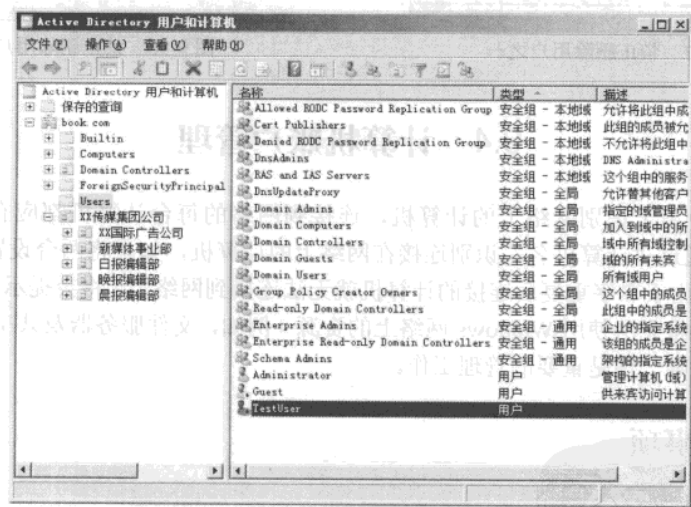 Active Directory 用户和计算机
文件(F) 操作(A) 查看(V) 帮助(H)
Active Directory 用户和计算机
保存的查询
book.com
Builtin
Computers
Domain Controllers
ForeignSecurityPrincipal
Users
XX传媒集团公司
XX国际广告公司
新媒体事业部
日报编辑部
晚报编辑部
晨报编辑部
名称 类型 描述
Allowed RODC Password Replication Group 安全组 - 本地域 允许将此组中成
Cert Publishers 安全组 - 本地域 此组的成员被允
Denied RODC Password Replication Group 安全组 - 本地域 不允许将此组中
DnsAdmins 安全组 - 本地域 DNS Administra
RAS and IAS Servers 安全组 - 本地域 这个组中的服务
DnsUpdateProxy 安全组 - 全局 允许替其他客户
Domain Admins 安全组 - 全局 指定的域管理员
Domain Computers 安全组 - 全局 加入到域中的所
Domain Controllers 安全组 - 全局 域中所有域控制
Domain Guests 安全组 - 全局 域的所有来宾
Domain Users 安全组 - 全局 所有域用户
Group Policy Creator Owners 安全组 - 全局 这个组中的成员
Read-only Domain Controllers 安全组 - 全局 此组中的成员是
Enterprise Admins 安全组 - 通用 企业的指定系统
Enterprise Read-only Domain Controllers 安全组 - 通用 该组的成员是企
Schema Admins 安全组 - 通用 架构的指定系统
Administrator 用户 管理计算机(域)
Guest 用户 供来宾访问计算
TestUser 用户